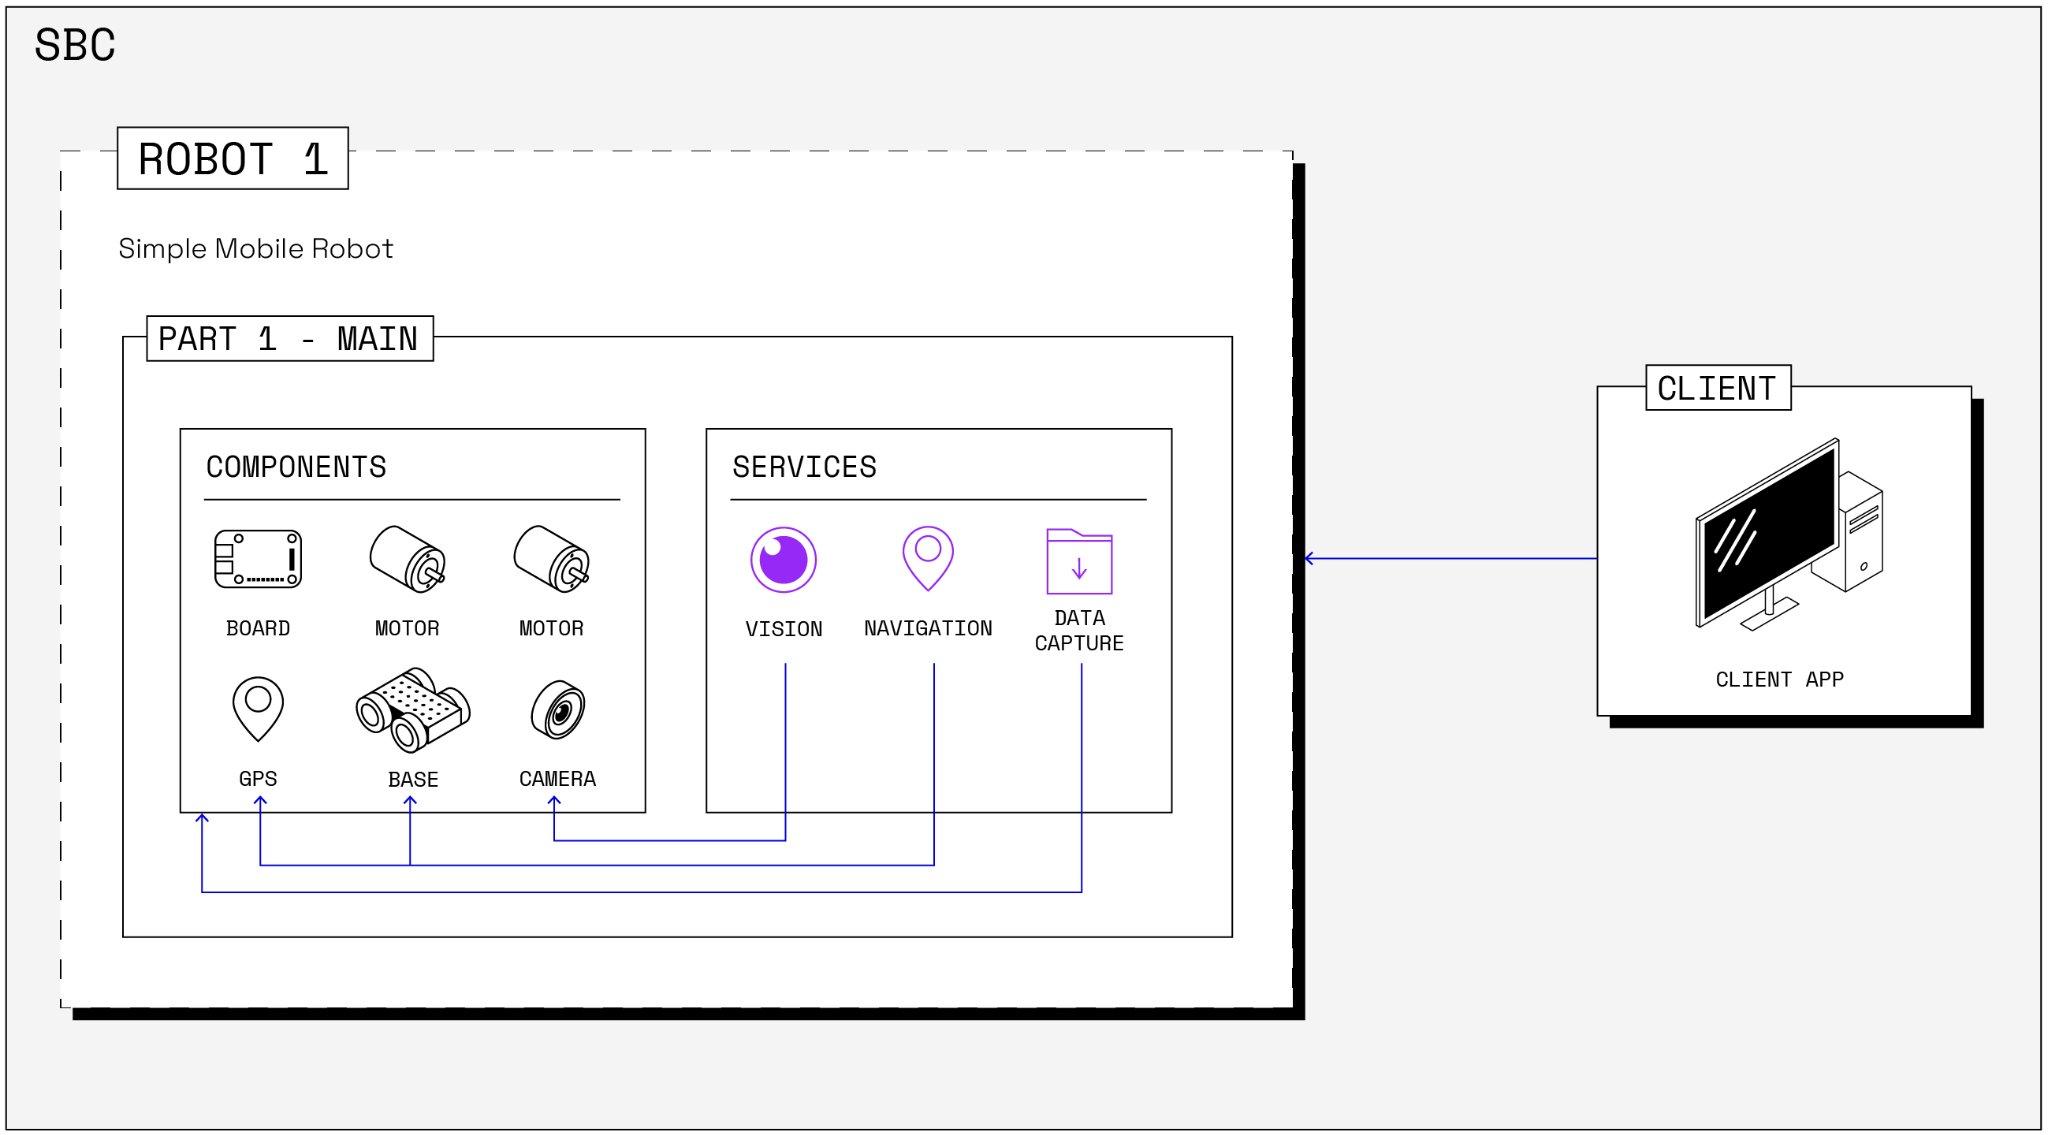 SBC
ROBOT 1
Simple Mobile Robot
PART 1 - MAIN
COMPONENTS
BOARD
MOTOR
MOTOR
GPS
BASE
CAMERA
SERVICES
VISION
NAVIGATION
DATA
CAPTURE
CLIENT
CLIENT APP